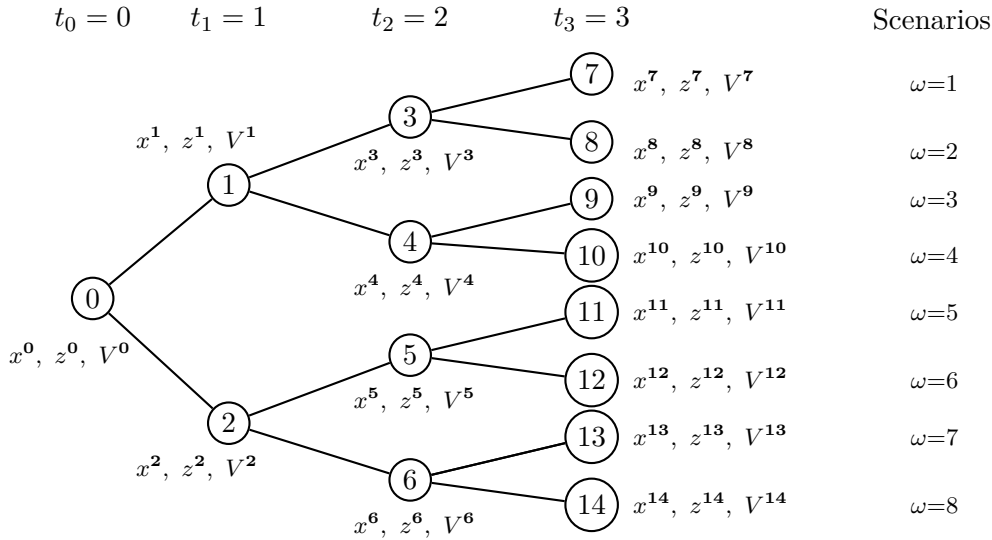 t₀ = 0 t₁ = 1 t₂ = 2 t₃ = 3 Scenarios
7 x⁷, z⁷, V⁷ ω=1
3
x¹, z¹, V¹
8 x⁸, z⁸, V⁸ ω=2
x³, z³, V³
1
9 x⁹, z⁹, V⁹ ω=3
4
10 x¹⁰, z¹⁰, V¹⁰ ω=4
x⁴, z⁴, V⁴
0
11 x¹¹, z¹¹, V¹¹ ω=5
x⁰, z⁰, V⁰
5
12 x¹², z¹², V¹² ω=6
x⁵, z⁵, V⁵
2
13 x¹³, z¹³, V¹³ ω=7
x², z², V²
6
14 x¹⁴, z¹⁴, V¹⁴ ω=8
x⁶, z⁶, V⁶